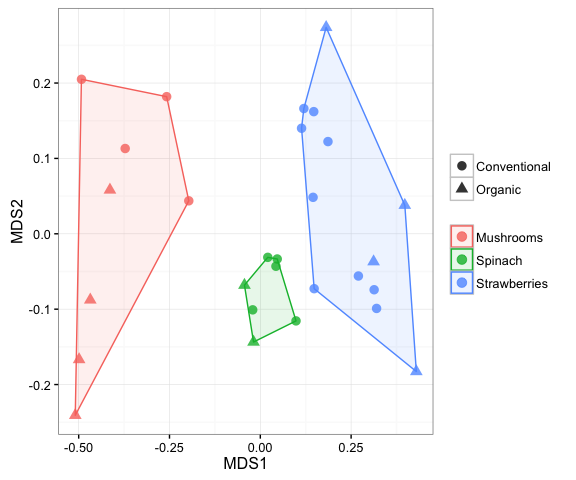 0.2
0.1
0.0
-0.1
-0.2
MDS2
-0.50
-0.25
0.00
0.25
MDS1
Conventional
Organic
Mushrooms
Spinach
Strawberries